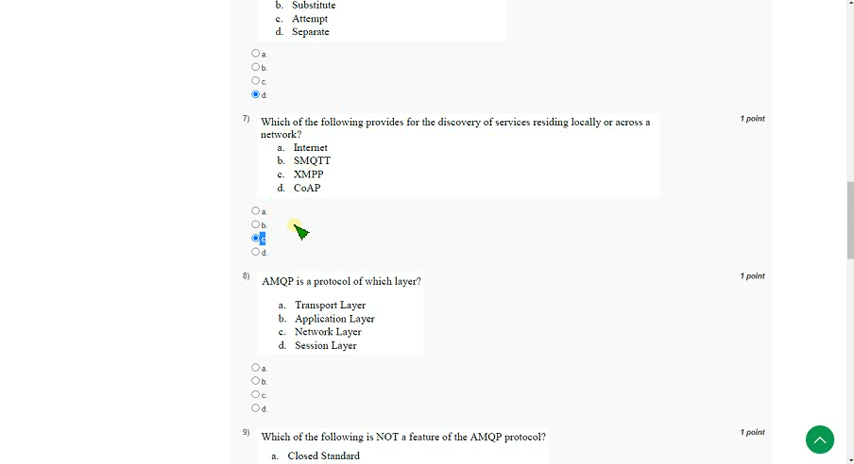 b. Substitute
c. Attempt
d. Separate
a.
b.
c.
d.
7) Which of the following provides for the discovery of services residing locally or across a 1 point
network?
a. Internet
b. SMQTT
c. XMPP
d. CoAP
a.
b.
c.
d.
8) AMQP is a protocol of which layer? 1 point
a. Transport Layer
b. Application Layer
c. Network Layer
d. Session Layer
a.
b.
c.
d.
9) Which of the following is NOT a feature of the AMQP protocol? 1 point
a. Closed Standard